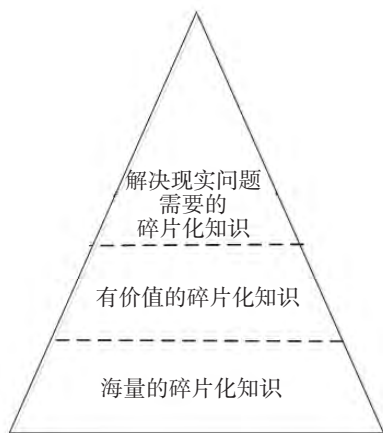 解决现实问题
需要的
碎片化知识
有价值的碎片化知识
海量的碎片化知识